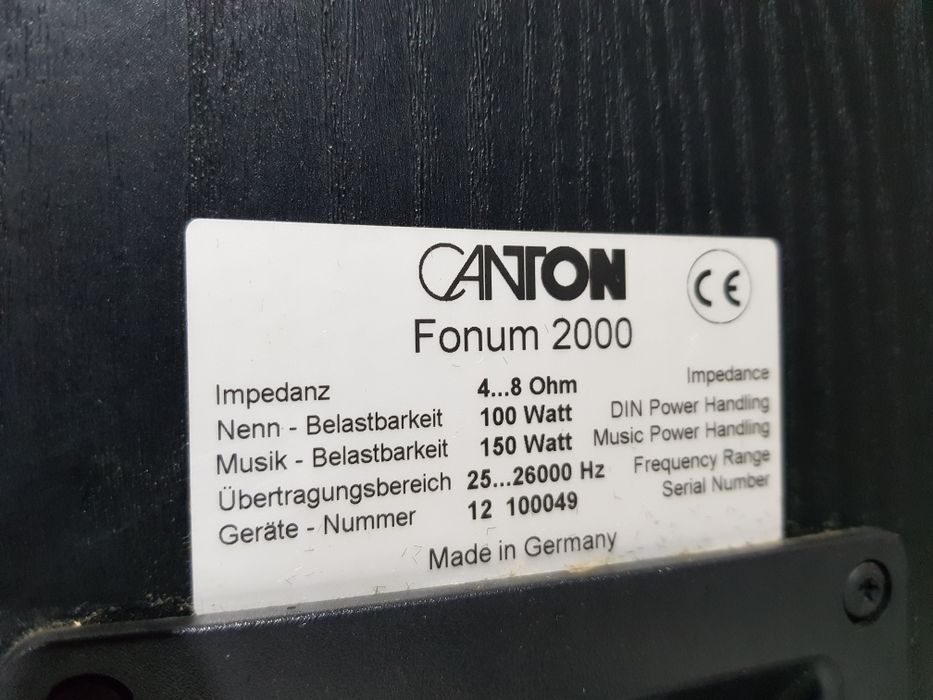 CANTON
CE
Fonum 2000
Impedanz 4...8 Ohm Impedance
Nenn - Belastbarkeit 100 Watt DIN Power Handling
Musik - Belastbarkeit 150 Watt Music Power Handling
Übertragungsbereich 25...26000 Hz Frequency Range
Geräte - Nummer 12 100049 Serial Number
Made in Germany